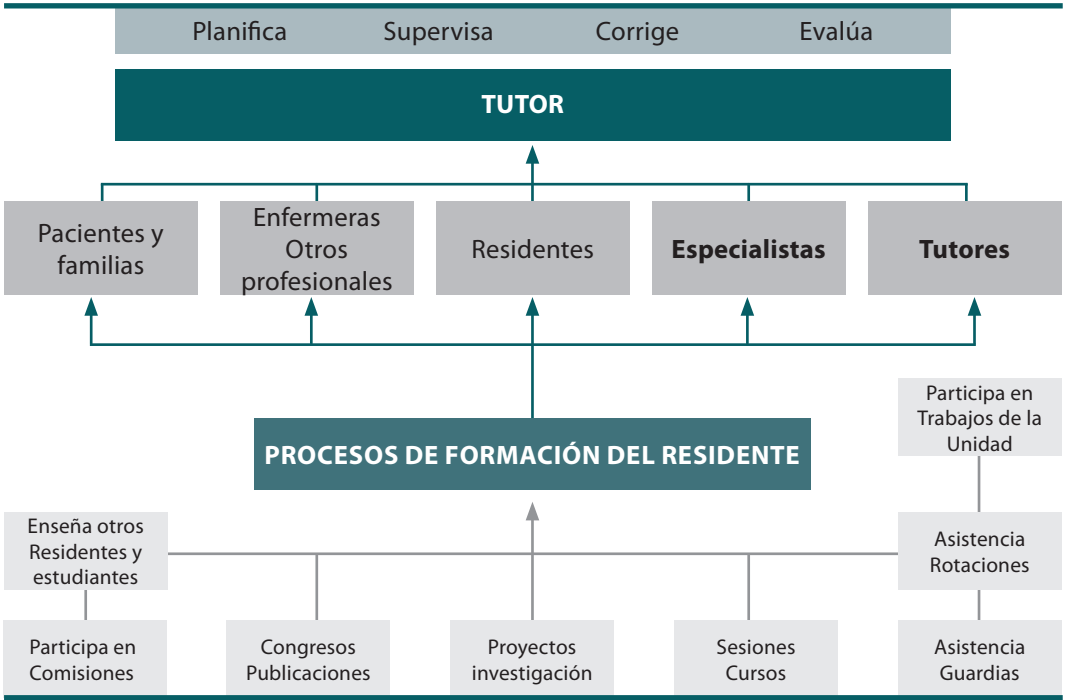 Planifica Supervisa Corrige Evalúa
TUTOR
Pacientes y
familias
Enfermeras
Otros
profesionales
Residentes
Especialistas
Tutores
Participa en
Trabajos de la
Unidad
PROCESOS DE FORMACIÓN DEL RESIDENTE
Enseña otros
Residentes y
estudiantes
Asistencia
Rotaciones
Participa en
Comisiones
Congresos
Publicaciones
Proyectos
investigación
Sesiones
Cursos
Asistencia
Guardias